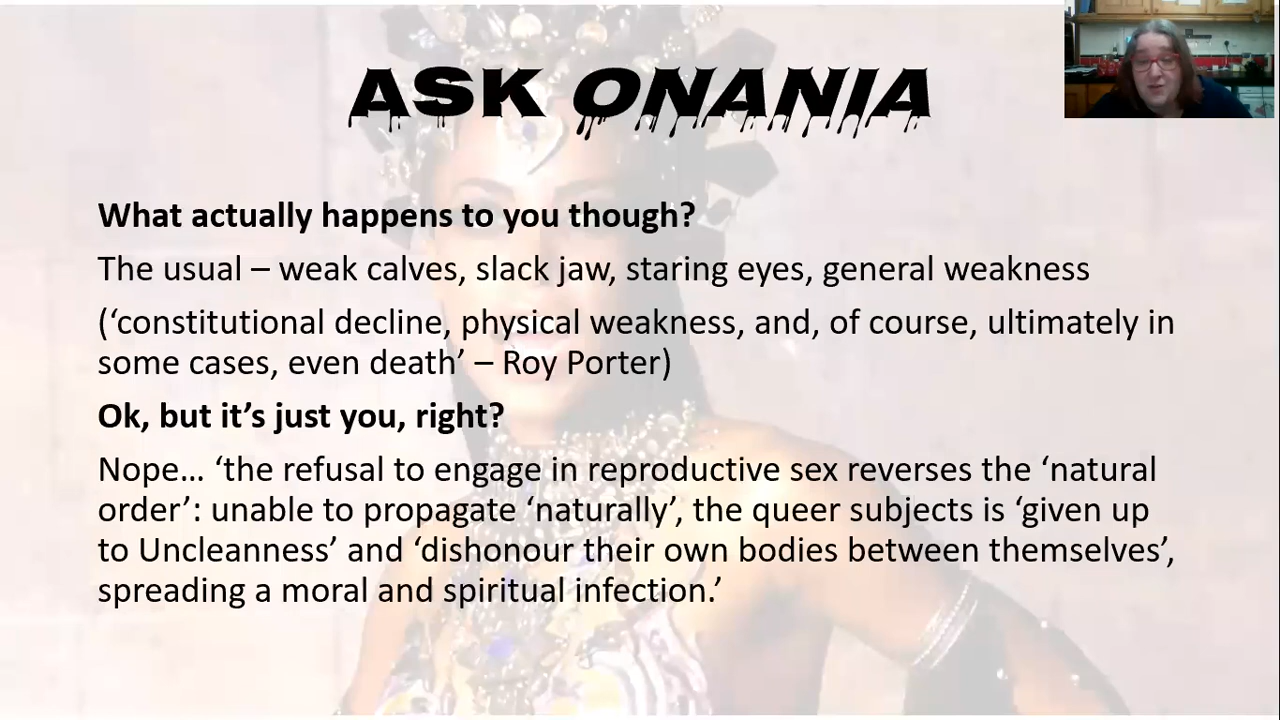 ASK ONANIA
What actually happens to you though?
The usual – weak calves, slack jaw, staring eyes, general weakness
(‘constitutional decline, physical weakness, and, of course, ultimately in
some cases, even death’ – Roy Porter)
Ok, but it’s just you, right?
Nope… ‘the refusal to engage in reproductive sex reverses the ‘natural
order’: unable to propagate ‘naturally’, the queer subjects is ‘given up
to Uncleanness’ and ‘dishonour their own bodies between themselves’,
spreading a moral and spiritual infection.’